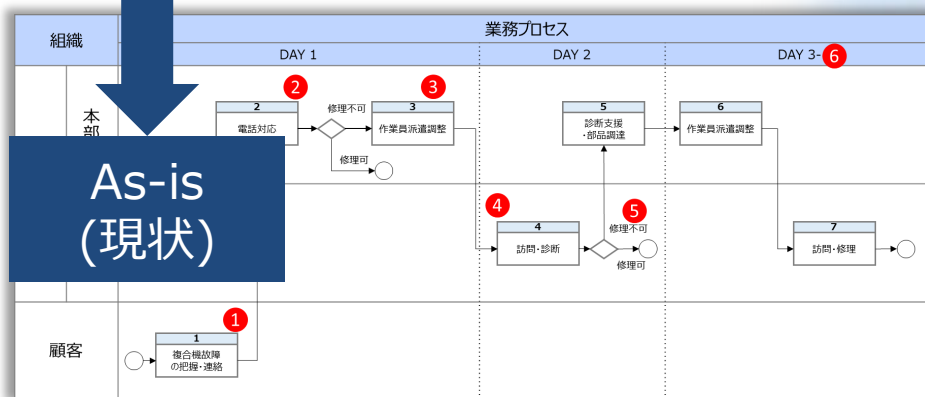 組織
業務プロセス
DAY 1
DAY 2
DAY 3-
6
本部
2
電話対応
2
修理不可
修理可
3
作業員派遣調整
3
5
診断支援
・部品調達
6
作業員派遣調整
As-is
(現状)
4
4
訪問・診断
5
修理不可
修理可
7
訪問・修理
顧客
1
1
複合機故障
の把握・連絡